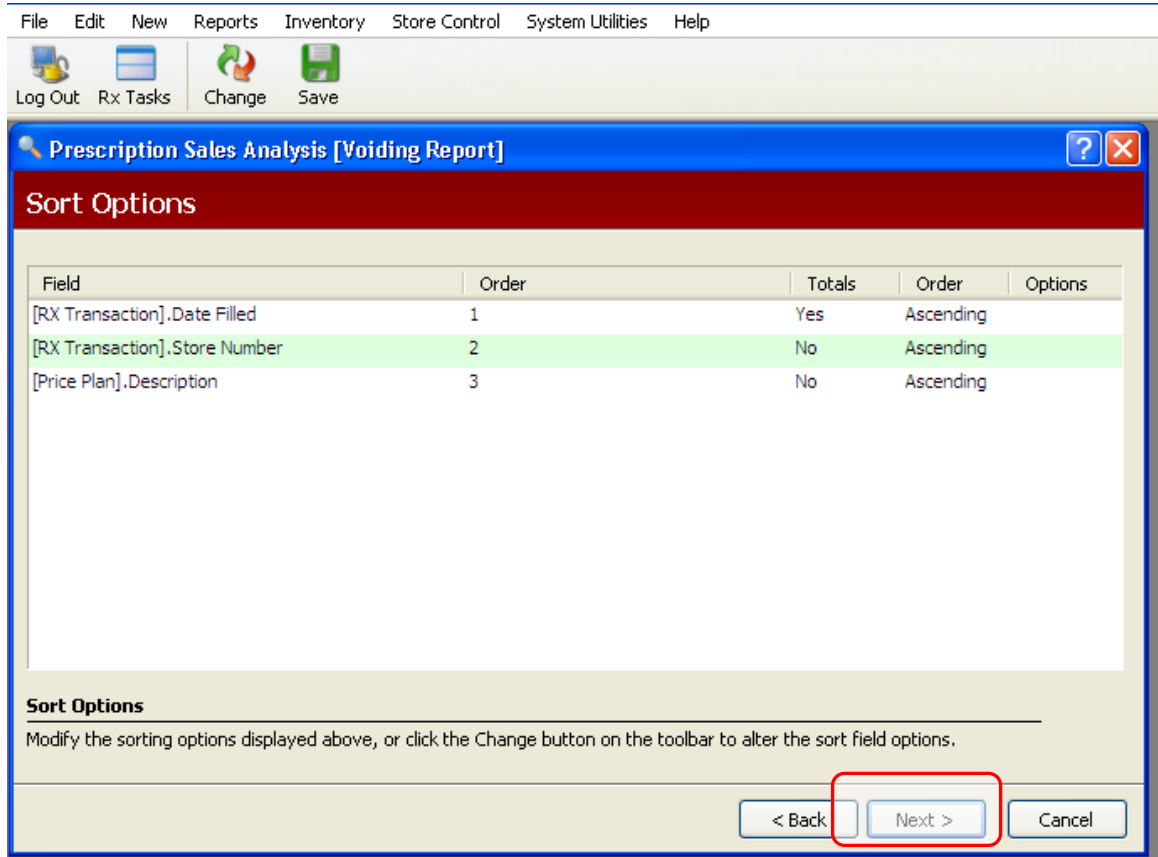 File Edit New Reports Inventory Store Control System Utilities Help
Log Out Rx Tasks Change Save
Prescription Sales Analysis [Voiding Report]
Sort Options
Field Order Totals Order Options
[RX Transaction].Date Filled 1 Yes Ascending
[RX Transaction].Store Number 2 No Ascending
[Price Plan].Description 3 No Ascending
Sort Options
Modify the sorting options displayed above, or click the Change button on the toolbar to alter the sort field options.
< Back Next > Cancel